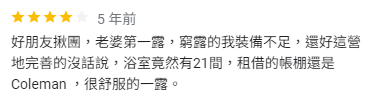 5 年前
好朋友揪團，老婆第一露，窮露的我裝備不足，還好這營
地完善的沒話說，浴室竟然有21間，租借的帳棚還是
Coleman ，很舒服的一露。